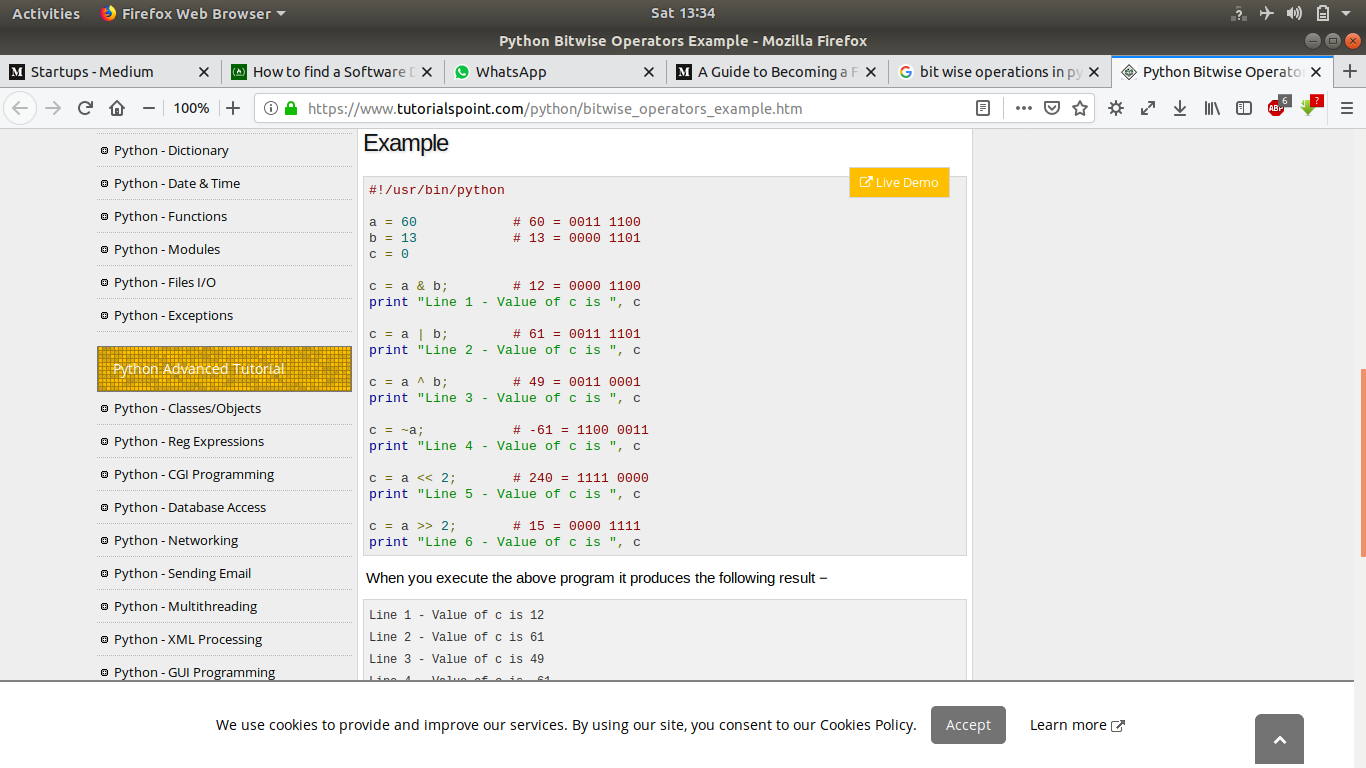 Activities Firefox Web Browser Sat 13:34
Python Bitwise Operators Example - Mozilla Firefox
Startups - Medium How to find a Software D WhatsApp A Guide to Becoming a F bit wise operations in py Python Bitwise Operator
100% https://www.tutorialspoint.com/python/bitwise_operators_example.htm ABP 6 ?
Python - Dictionary
Python - Date & Time
Python - Functions
Python - Modules
Python - Files I/O
Python - Exceptions
Python Advanced Tutorial
Python - Classes/Objects
Python - Reg Expressions
Python - CGI Programming
Python - Database Access
Python - Networking
Python - Sending Email
Python - Multithreading
Python - XML Processing
Python - GUI Programming
Example
Live Demo
#!/usr/bin/python
a = 60 # 60 = 0011 1100
b = 13 # 13 = 0000 1101
c = 0
c = a & b; # 12 = 0000 1100
print "Line 1 - Value of c is ", c
c = a | b; # 61 = 0011 1101
print "Line 2 - Value of c is ", c
c = a ^ b; # 49 = 0011 0001
print "Line 3 - Value of c is ", c
c = ~a; # -61 = 1100 0011
print "Line 4 - Value of c is ", c
c = a << 2; # 240 = 1111 0000
print "Line 5 - Value of c is ", c
c = a >> 2; # 15 = 0000 1111
print "Line 6 - Value of c is ", c
When you execute the above program it produces the following result −
Line 1 - Value of c is 12
Line 2 - Value of c is 61
Line 3 - Value of c is 49
Line 4 - Value of c is -61
We use cookies to provide and improve our services. By using our site, you consent to our Cookies Policy. Accept Learn more